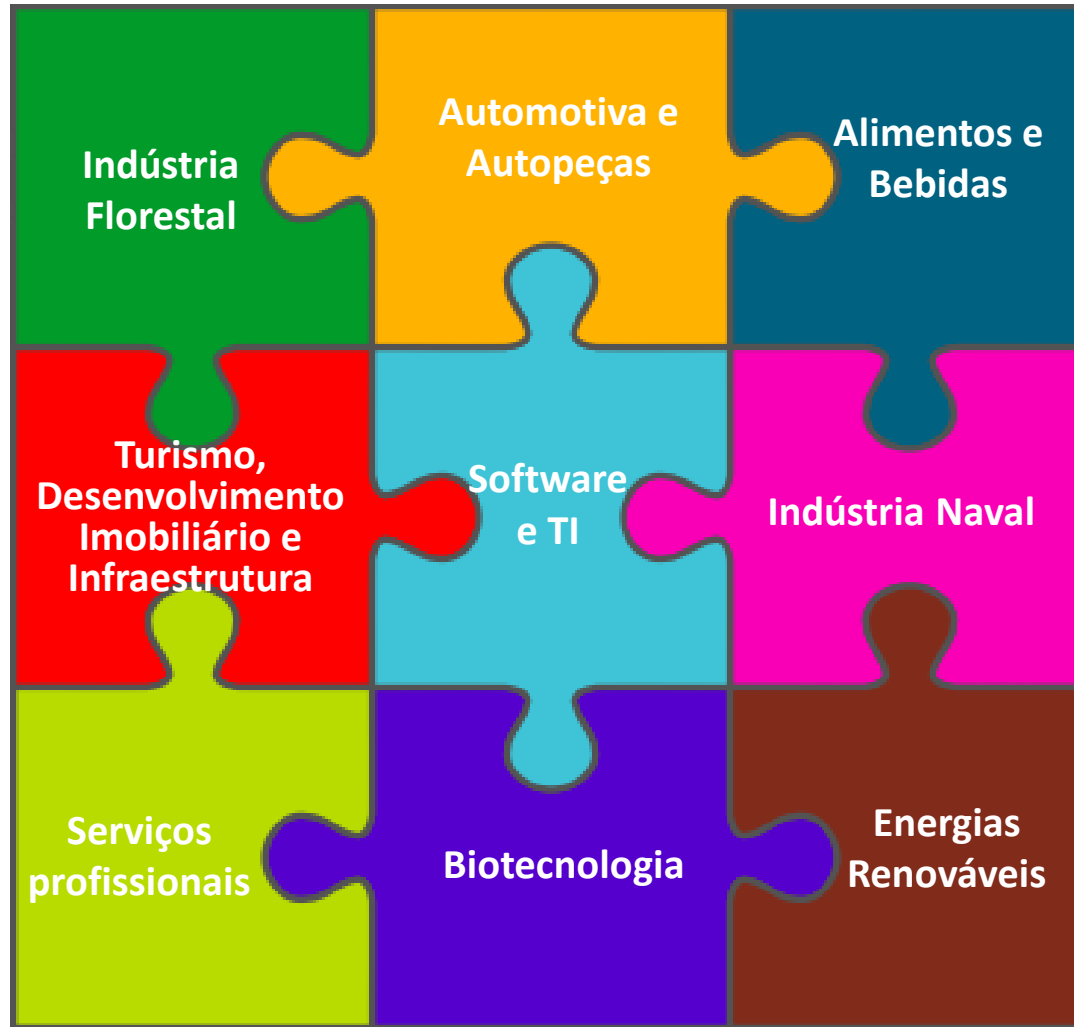 Indústria
Florestal
Automotiva e
Autopeças
Alimentos e
Bebidas
Turismo,
Desenvolvimento
Imobiliário e
Infraestrutura
Software
e TI
Indústria Naval
Serviços
profissionais
Biotecnologia
Energias
Renováveis